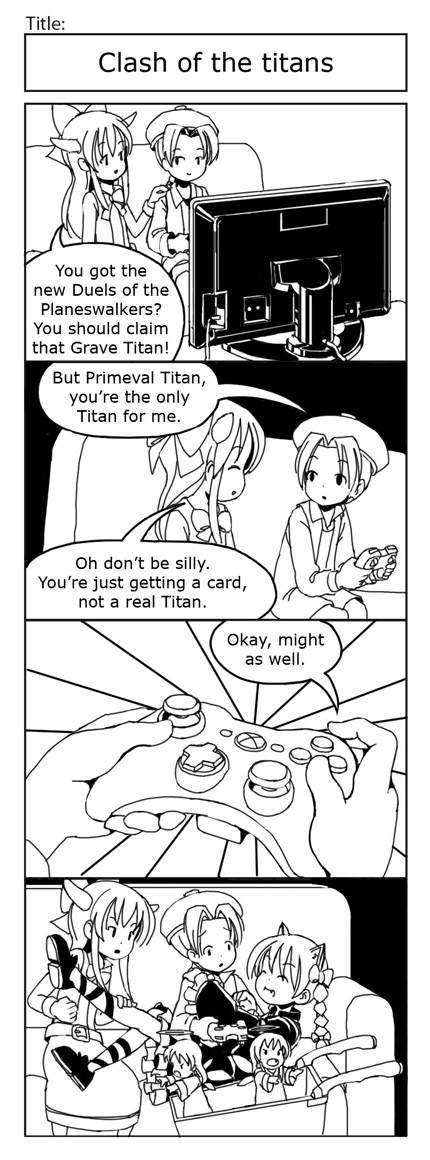 Title:
Clash of the titans
You got the
new Duels of the
Planeswalkers?
You should claim
that Grave Titan!
But Primeval Titan,
you're the only
Titan for me.
Oh don't be silly.
You're just getting a card,
not a real Titan.
Okay, might
as well.